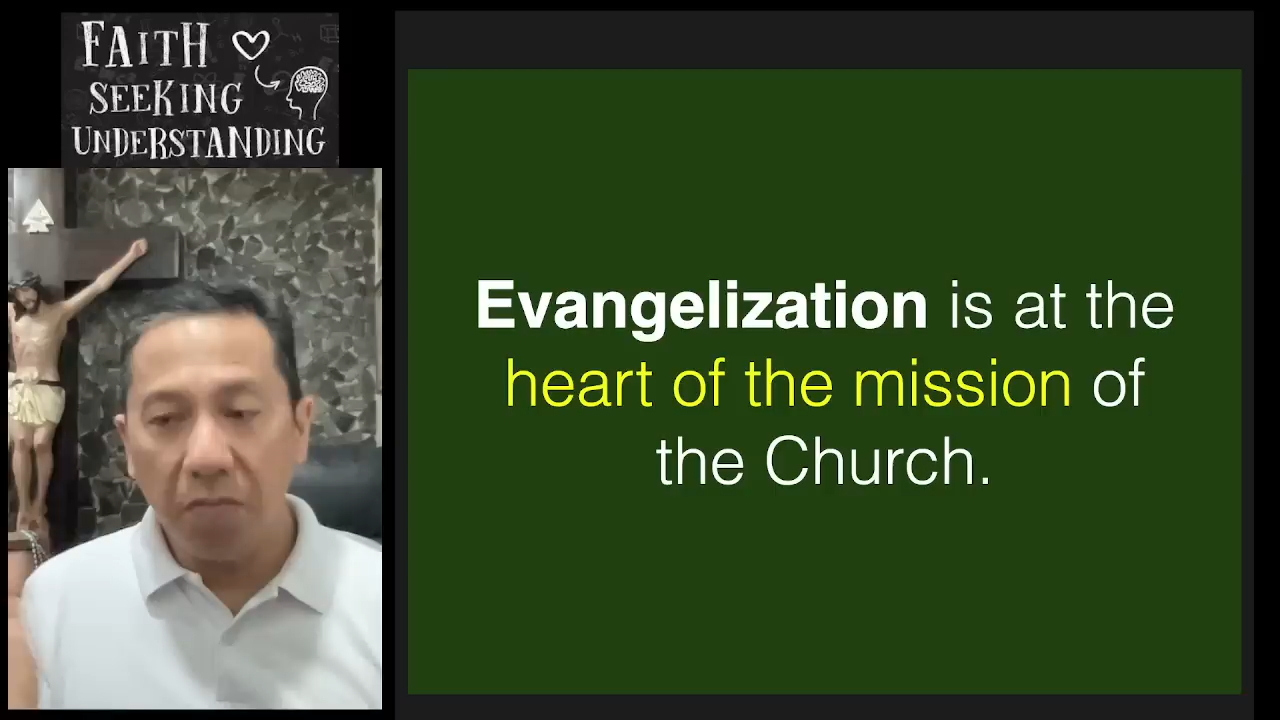 FAITH
SEEKING
UNDERSTANDING
Evangelization is at the
heart of the mission of
the Church.